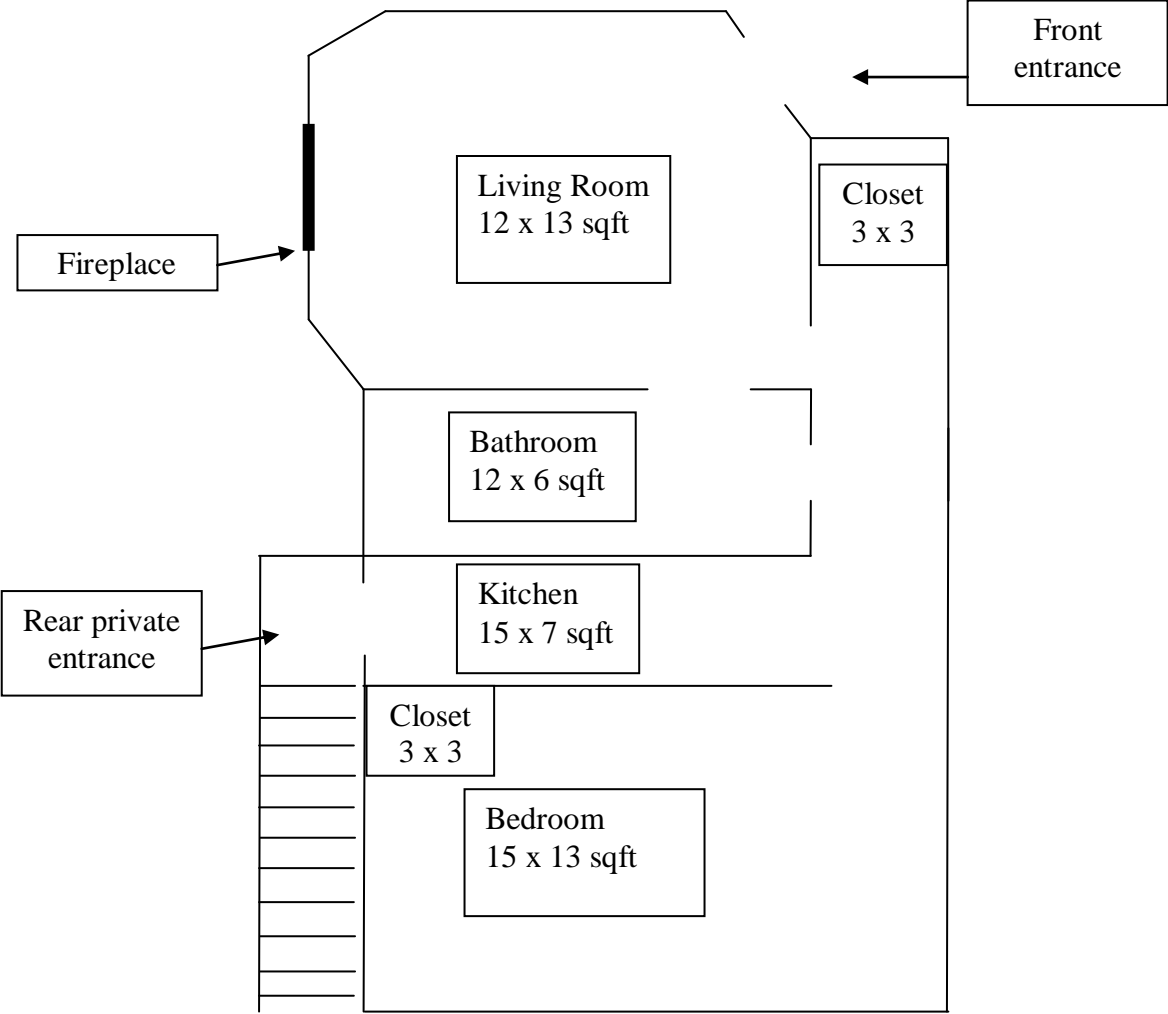 Front
entrance
Living Room
12 x 13 sqft
Closet
3 x 3
Fireplace
Bathroom
12 x 6 sqft
Kitchen
15 x 7 sqft
Rear private
entrance
Closet
3 x 3
Bedroom
15 x 13 sqft